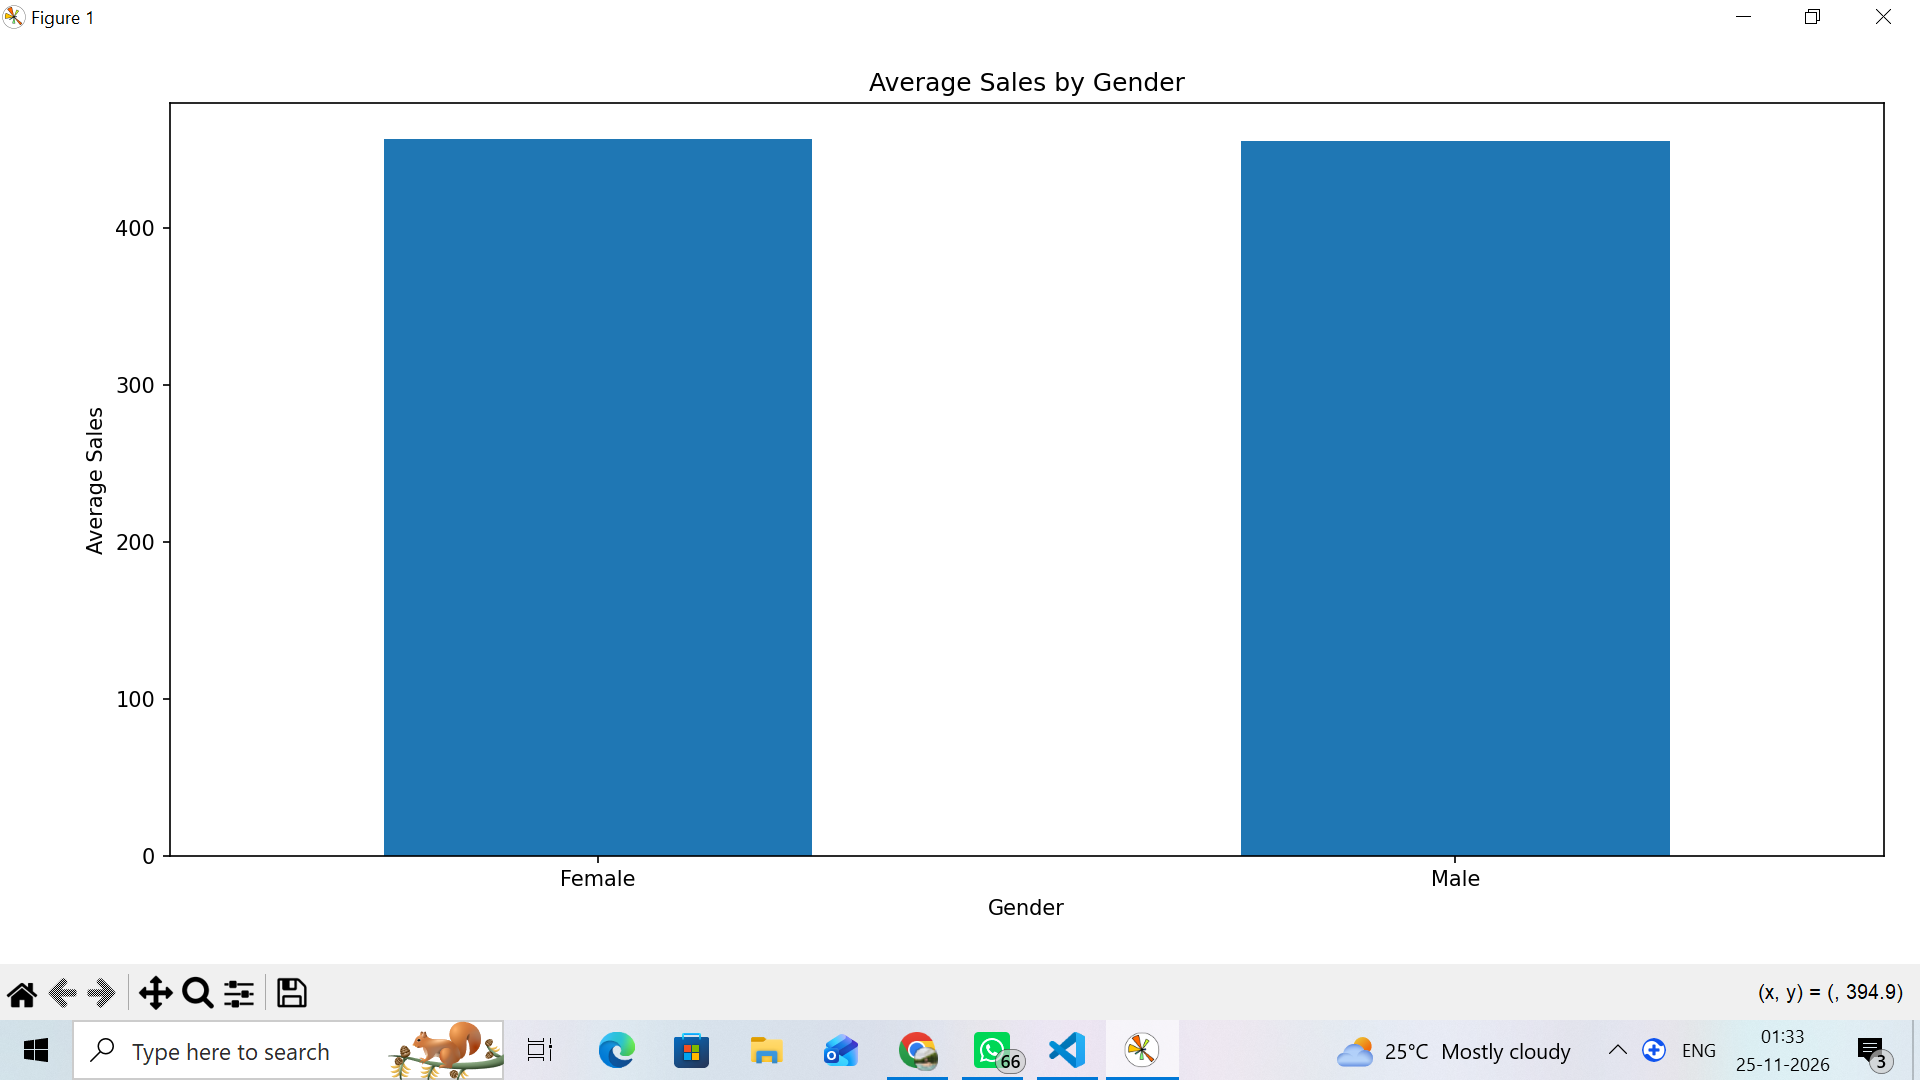 Figure 1
Average Sales by Gender
400
300
200
100
0
Average Sales
Female
Male
Gender
(x, y) = (, 394.9)
Type here to search
66
25°C Mostly cloudy
ENG
01:33
25-11-2026
3